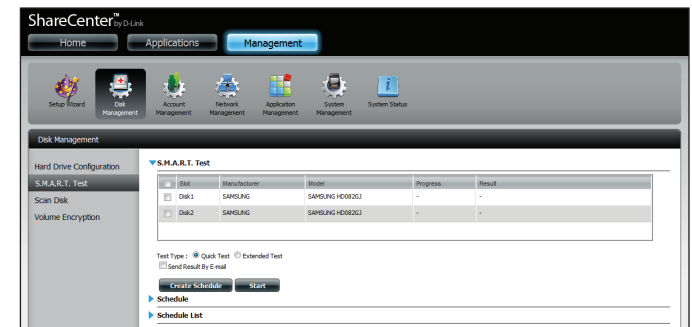 ShareCenter™ by D-Link
Home Applications Management
Setup Wizard Disk Management Account Management Network Management Application Management System Management System Status
Disk Management
Hard Drive Configuration
S.M.A.R.T. Test
Scan Disk
Volume Encryption
S.M.A.R.T. Test
Slot Manufacturer Model Progress Result
Disk1 SAMSUNG SAMSUNG HD082GJ - -
Disk2 SAMSUNG SAMSUNG HD082GJ - -
Test Type : Quick Test Extended Test
Send Result By E-mail
Create Schedule Start
Schedule
Schedule List